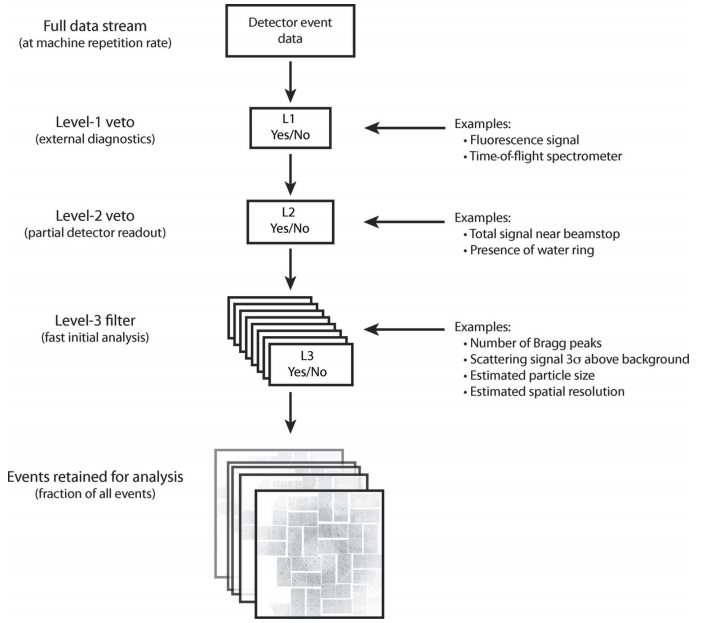 Full data stream
(at machine repetition rate)
Detector event
data
Level-1 veto
(external diagnostics)
L1
Yes/No
Examples:
• Fluorescence signal
• Time-of-flight spectrometer
Level-2 veto
(partial detector readout)
L2
Yes/No
Examples:
• Total signal near beamstop
• Presence of water ring
Level-3 filter
(fast initial analysis)
L3
Yes/No
Examples:
• Number of Bragg peaks
• Scattering signal 3σ above background
• Estimated particle size
• Estimated spatial resolution
Events retained for analysis
(fraction of all events)